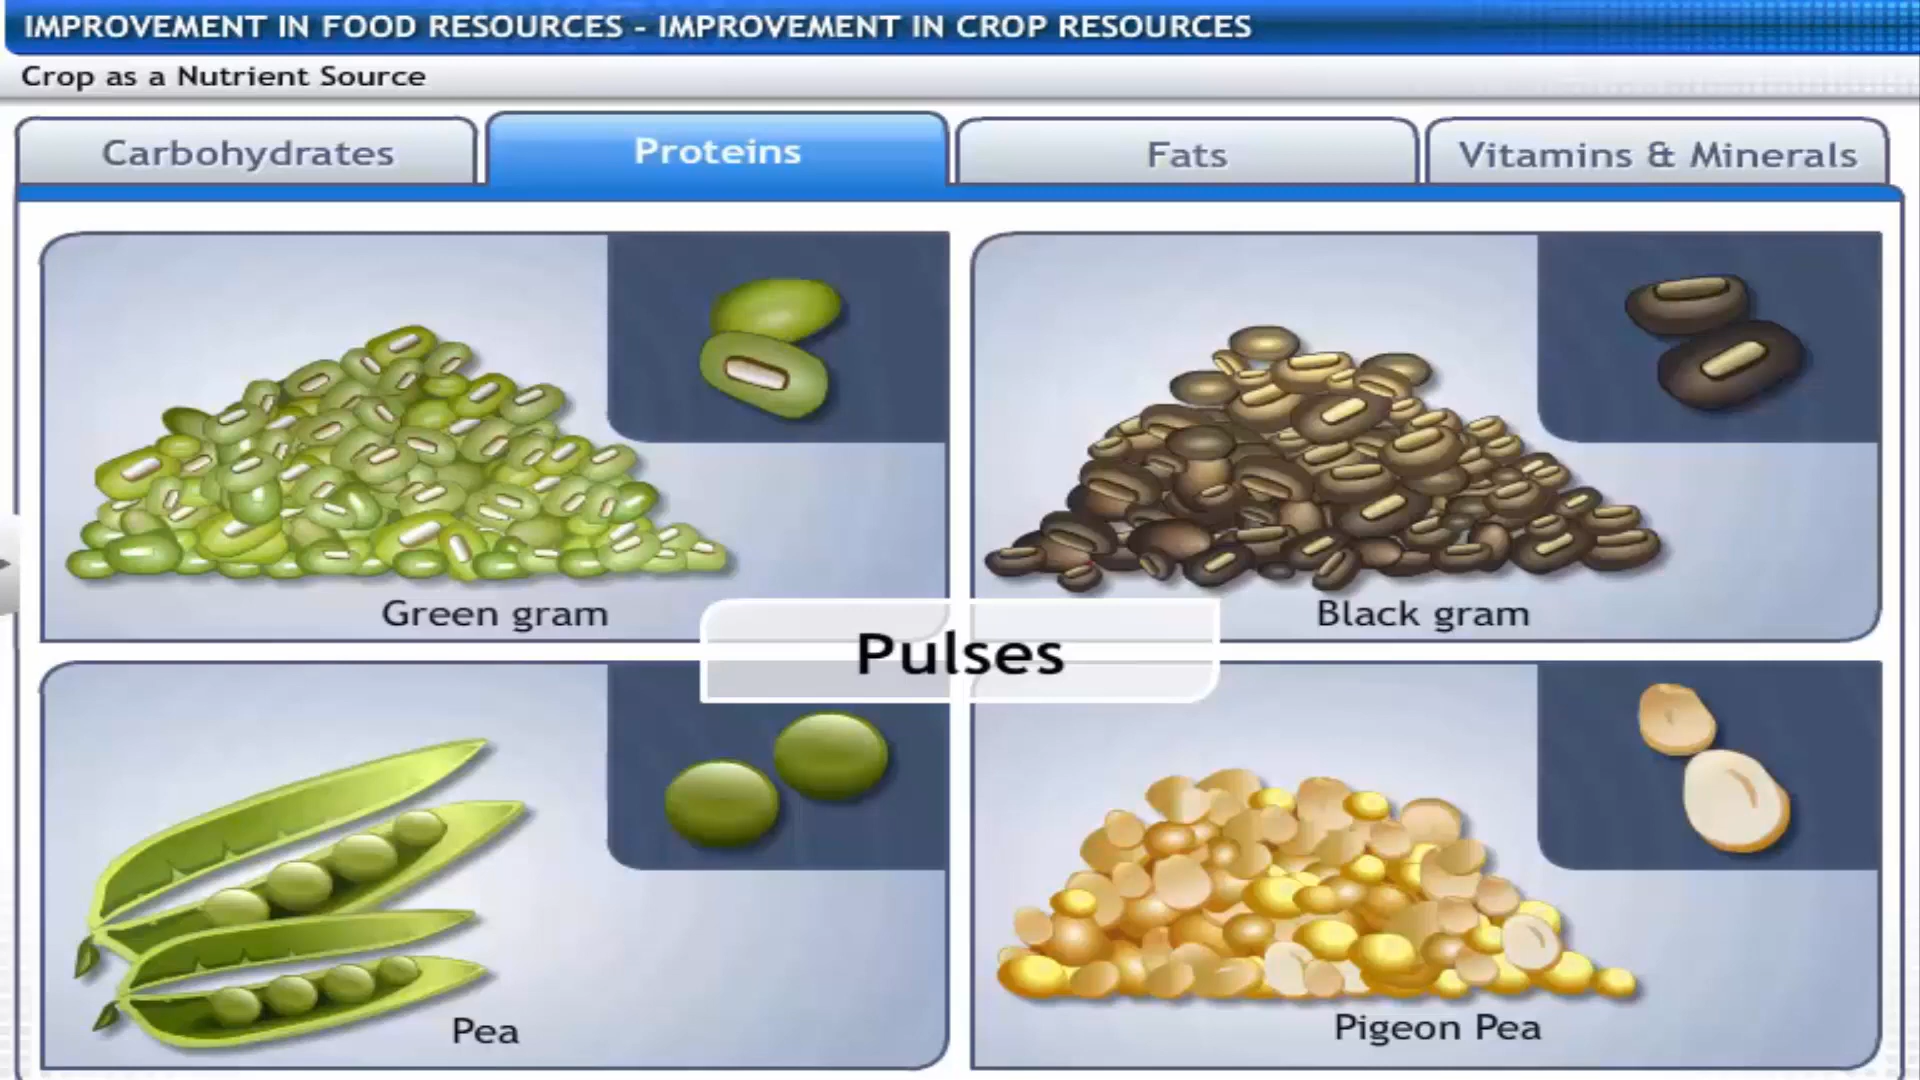 IMPROVEMENT IN FOOD RESOURCES - IMPROVEMENT IN CROP RESOURCES
Crop as a Nutrient Source
Carbohydrates
Proteins
Fats
Vitamins & Minerals
Green gram
Black gram
Pulses
Pea
Pigeon Pea